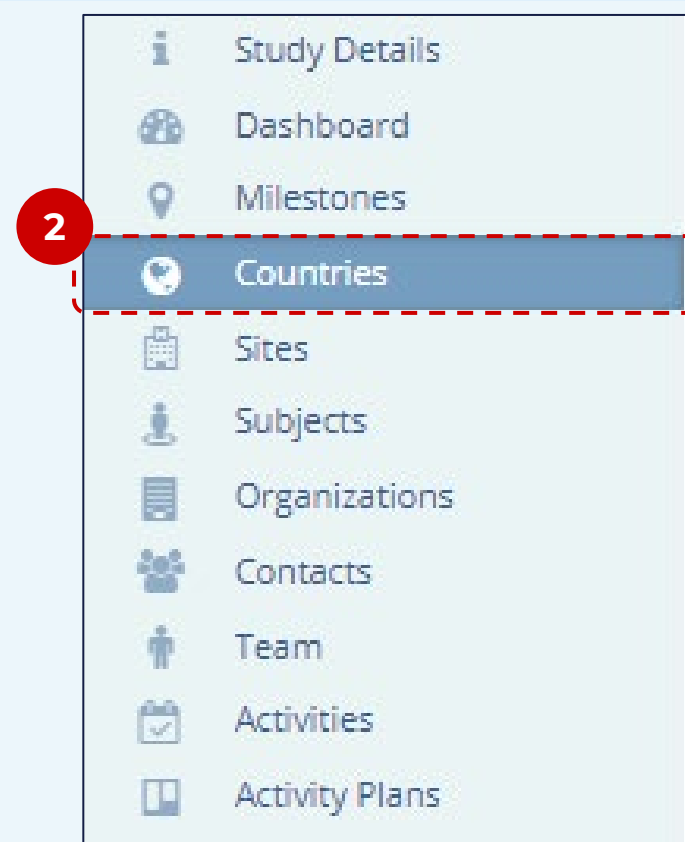 Study Details
Dashboard
Milestones
2
Countries
Sites
Subjects
Organizations
Contacts
Team
Activities
Activity Plans